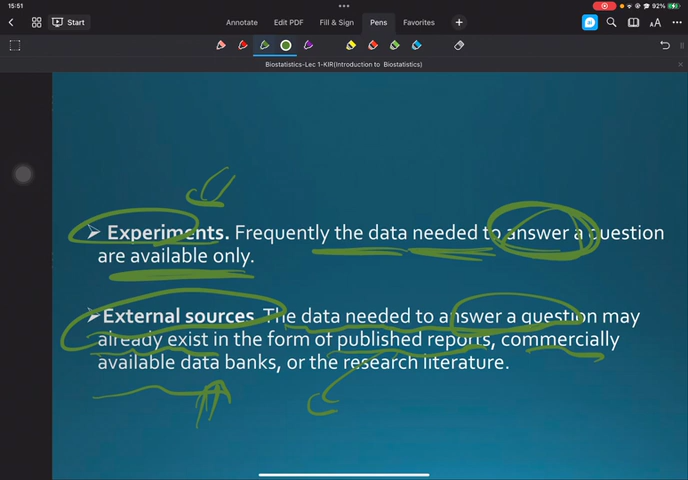 15:51
92%
Start
Annotate Edit PDF Fill & Sign Pens Favorites
AA
Biostatistics-Lec 1-KIR(Introduction to Biostatistics)
➢ Experiments. Frequently the data needed to answer a question
are available only.
➢External sources. The data needed to answer a question may
already exist in the form of published reports, commercially
available data banks, or the research literature.